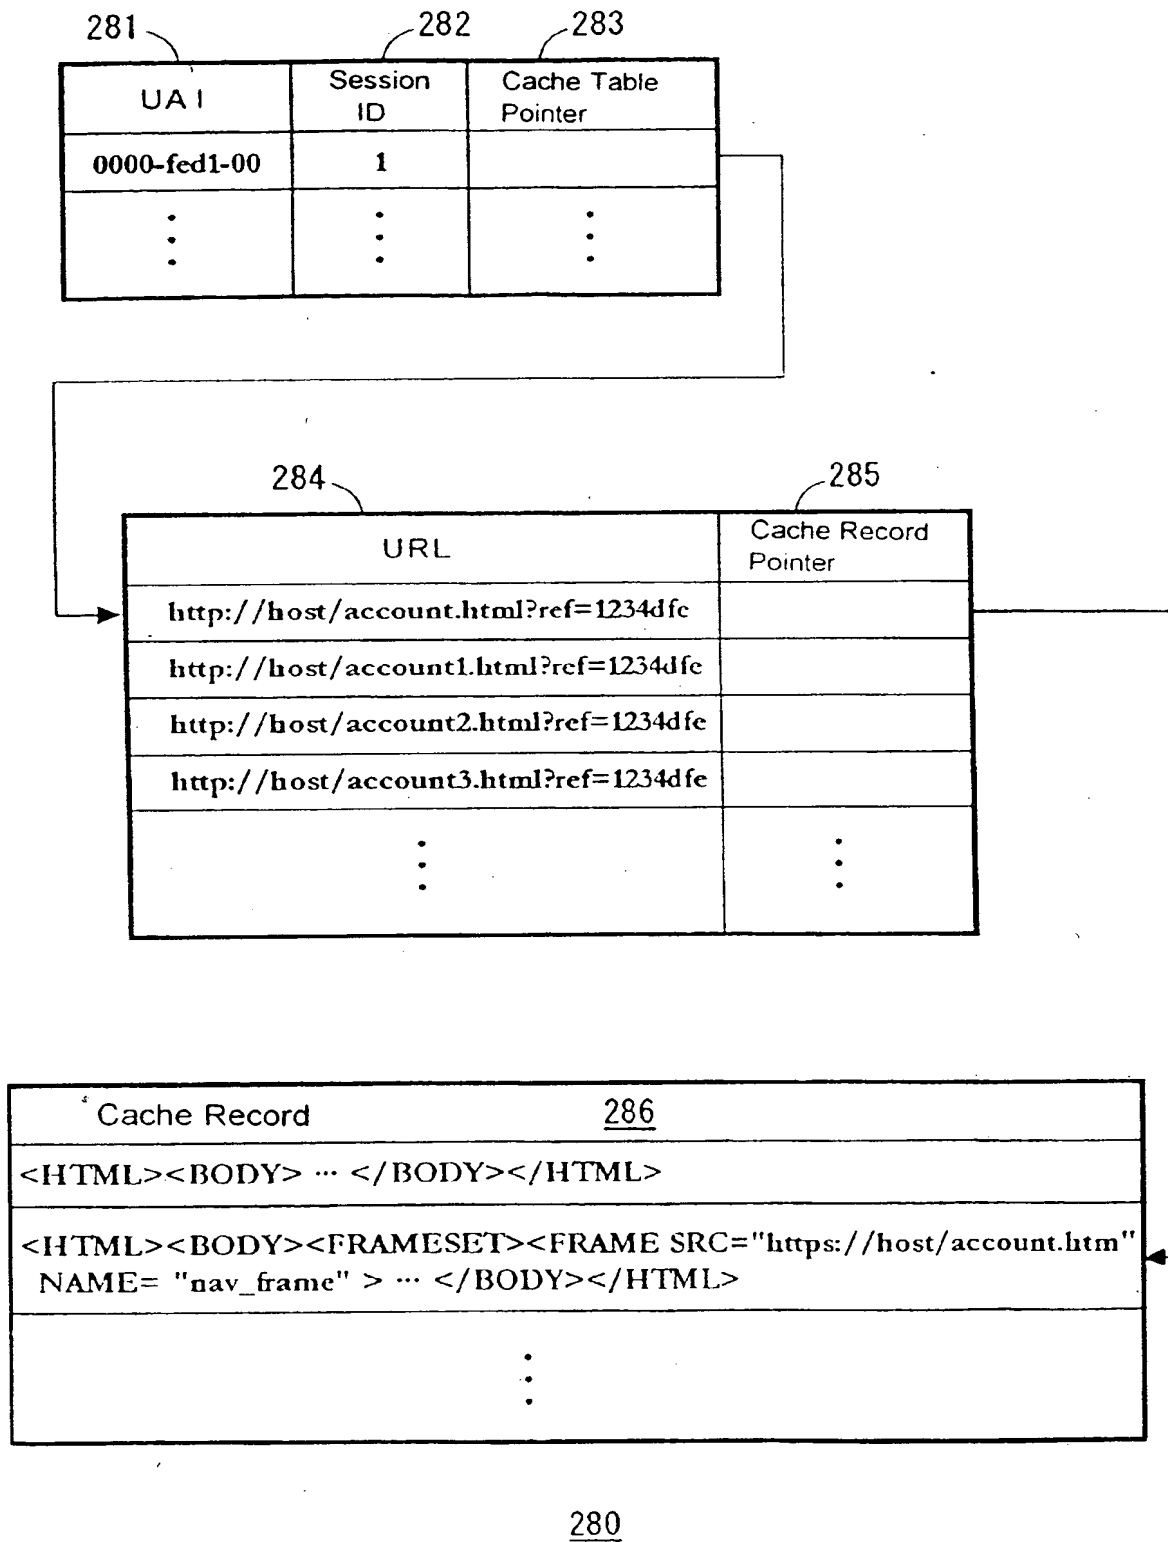 281
282
283
UAI
Session
ID
Cache Table
Pointer
0000-fed1-00
1
284
285
URL
Cache Record
Pointer
http://host/account.html?ref=1234dfe
http://host/account1.html?ref=1234dfe
http://host/account2.html?ref=1234dfe
http://host/account3.html?ref=1234dfe
Cache Record 286
<HTML><BODY> ... </BODY></HTML>
<HTML><BODY><FRAMESET><FRAME SRC="https://host/account.htm"
NAME= "nav_frame" > ... </BODY></HTML>
280